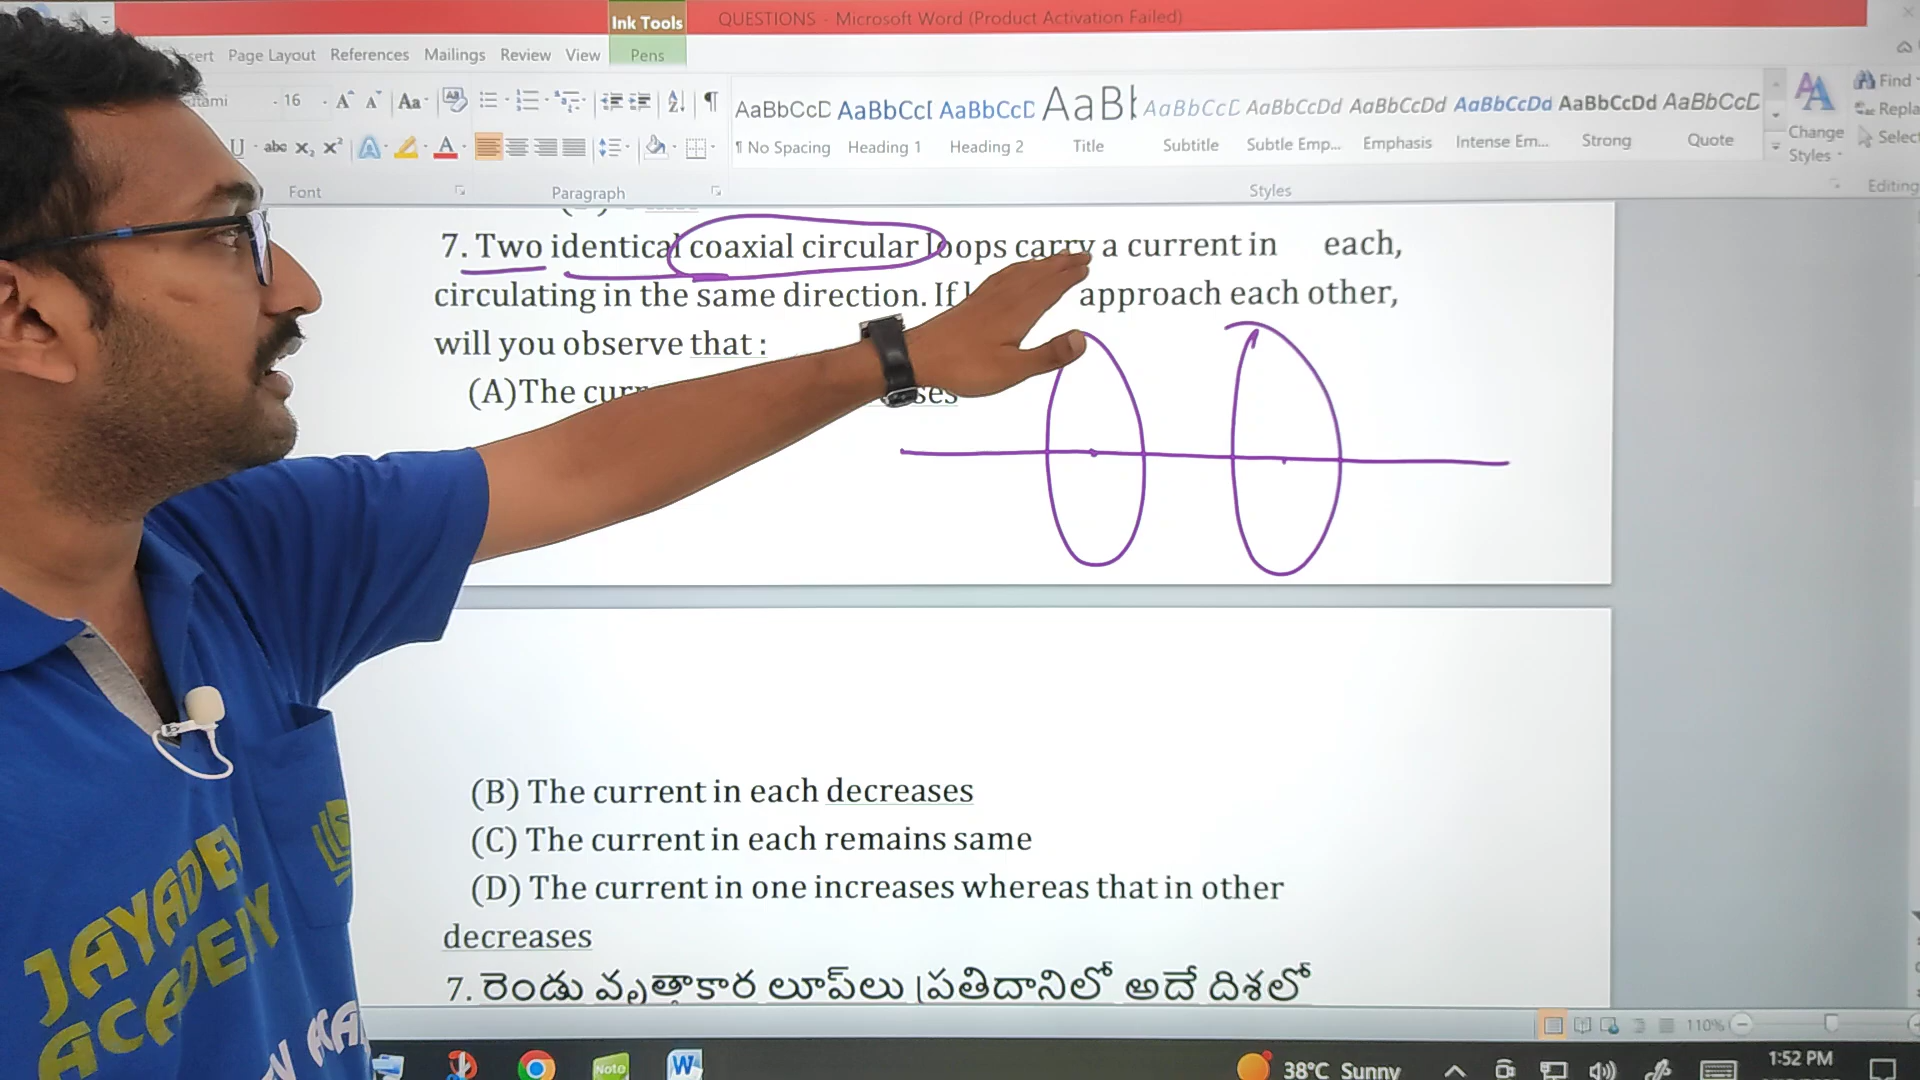 Ink Tools
QUESTIONS - Microsoft Word (Product Activation Failed)
Page Layout References Mailings Review View Pens
16 Aa
AaBbCcD AaBbCcI AaBbCcD AaBb AaBbCcD AaBbCcDd AaBbCcDd AaBbCcDd AaBbCcDd AaBbCcD
¶ No Spacing Heading 1 Heading 2 Title Subtitle Subtle Emp... Emphasis Intense Em... Strong Quote
Change Styles
Find
Font Paragraph Styles Editing
7. Two identical coaxial circular loops carry a current in each,
circulating in the same direction. If approach each other,
will you observe that :
(A)The
(B) The current in each decreases
(C) The current in each remains same
(D) The current in one increases whereas that in other
decreases
7. రెండు వృత్తాకార లూప్‌లు ప్రతిదానిలో అదే దిశలో
110%
Note
38°C Sunny
1:52 PM
JAYADEV
ACADEMY